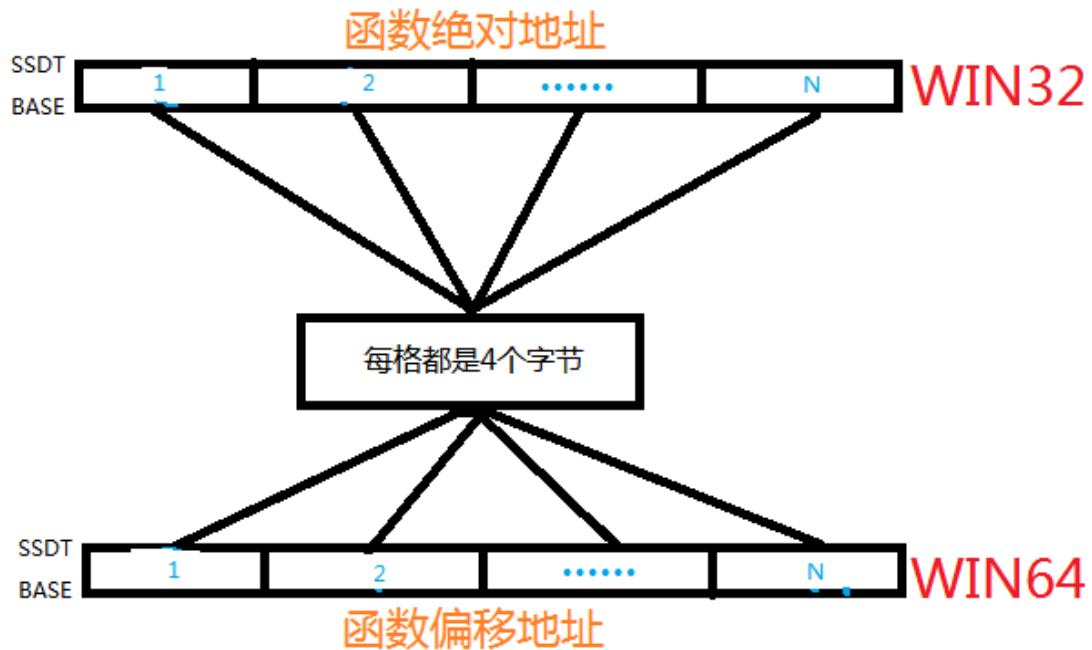 函数绝对地址
SSDT
BASE
1
2
……
N
WIN32
每格都是4个字节
SSDT
BASE
1
2
……
N
WIN64
函数偏移地址